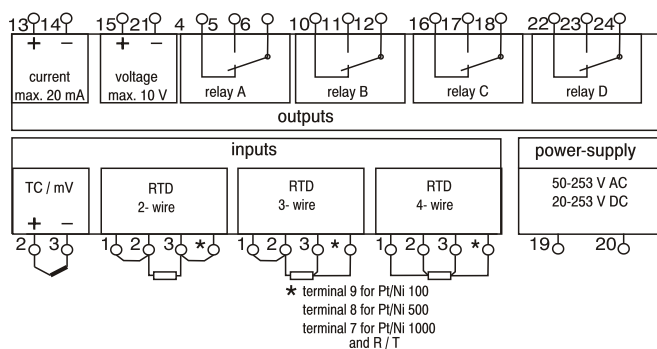 13 14 15 21 4 5 6 10 11 12 16 17 18 22 23 24
+ − + −
current voltage
max. 20 mA max. 10 V relay A relay B relay C relay D
outputs
inputs power-supply
TC / mV RTD RTD RTD 50-253 V AC
2- wire 3- wire 4- wire 20-253 V DC
+ −
2 3 1 2 3 * 1 2 3 * 1 2 3 * 19 20
* terminal 9 for Pt/Ni 100
terminal 8 for Pt/Ni 500
terminal 7 for Pt/Ni 1000
and R / T